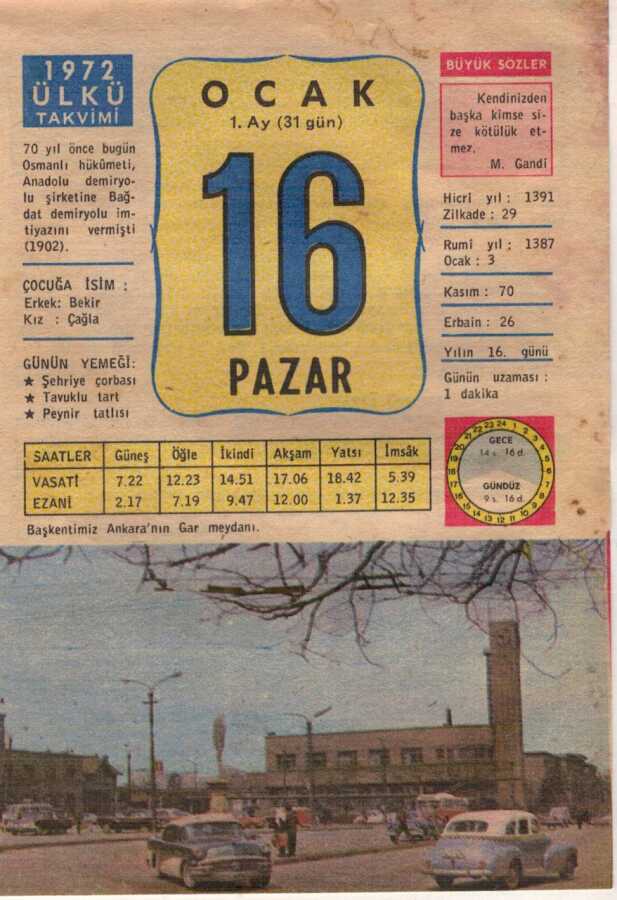 1972
ÜLKÜ
TAKVİMİ
70 yıl önce bugün
Osmanlı hükûmeti,
Anadolu demiryo-
lu şirketine Bağ-
dat demiryolu im-
tiyazını vermişti
(1902).
ÇOCUĞA İSİM :
Erkek: Bekir
Kız : Çağla
GÜNÜN YEMEĞİ:
★ Şehriye çorbası
★ Tavuklu tart
★ Peynir tatlısı
OCAK
1. Ay (31 gün)
16
PAZAR
BÜYÜK SÖZLER
Kendinizden
başka kimse si-
ze kötülük et-
mez.
M. Gandi
Hicri yıl : 1391
Zilkade : 29
Rumi yıl : 1387
Ocak : 3
Kasım : 70
Erbain : 26
Yılın 16. günü
Günün uzaması :
1 dakika
SAATLER Güneş Öğle İkindi Akşam Yatsı İmsâk
VASATİ 7.22 12.23 14.51 17.06 18.42 5.39
EZANİ 2.17 7.19 9.47 12.00 1.37 12.35
GECE
14 s. 16 d.
GÜNDÜZ
9 s. 16 d.
Başkentimiz Ankara'nın Gar meydanı.